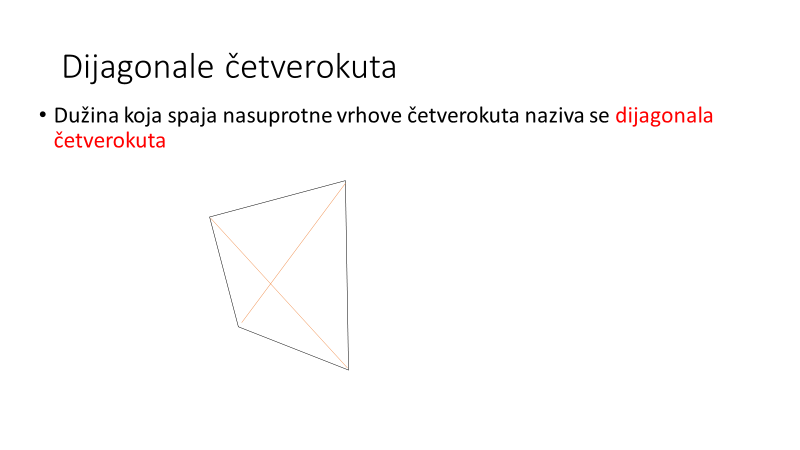 Dijagonale četverokuta
• Dužina koja spaja nasuprotne vrhove četverokuta naziva se dijagonala
četverokuta